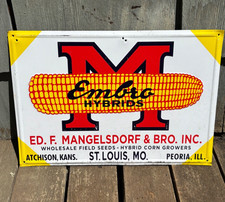 M
Embro
HYBRIDS
ED. F. MANGELSDORF & BRO. INC.
WHOLESALE FIELD SEEDS - HYBRID CORN GROWERS
ATCHISON, KANS. ST. LOUIS, MO. PEORIA, ILL.